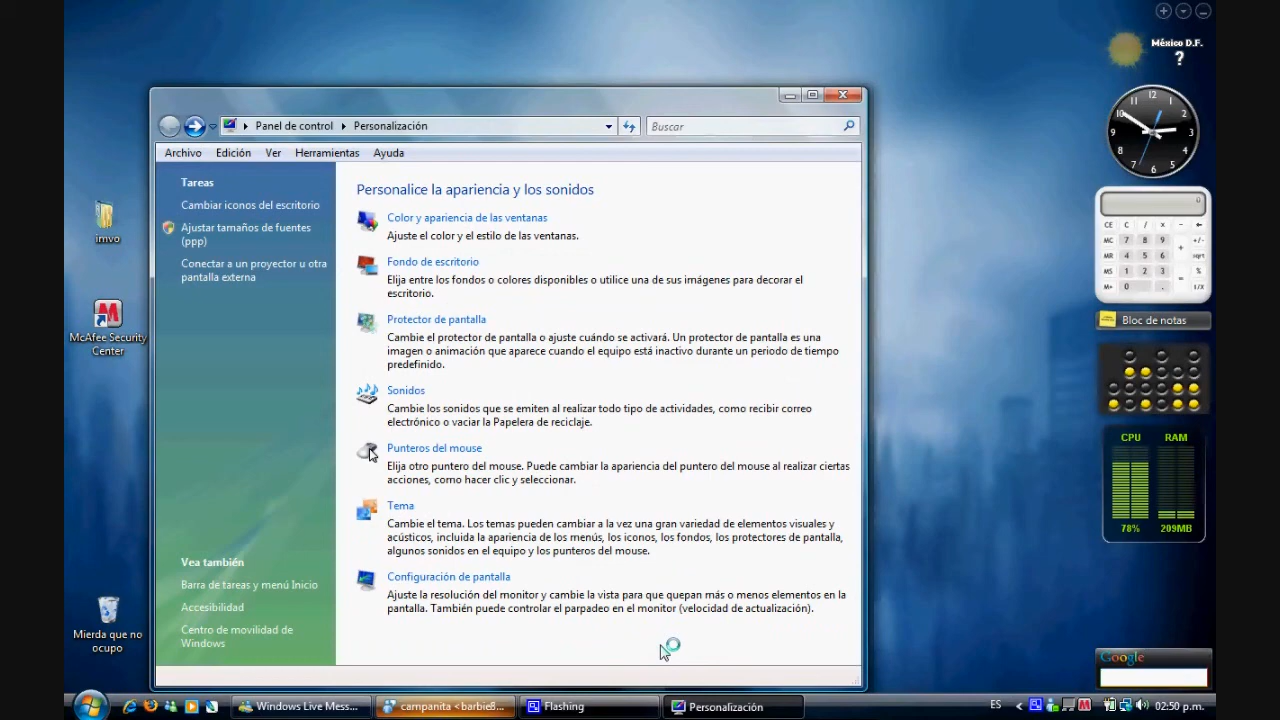 México D.F.
?
12
11
1
10
2
9
3
8
4
7
5
6
Panel de control
Personalización
Buscar
Archivo
Edición
Ver
Herramientas
Ayuda
Tareas
Cambiar iconos del escritorio
Ajustar tamaños de fuentes
(ppp)
Conectar a un proyector u otra
pantalla externa
Personalice la apariencia y los sonidos
Color y apariencia de las ventanas
Ajuste el color y el estilo de las ventanas.
Fondo de escritorio
Elija entre los fondos o colores disponibles o utilice una de sus imágenes para decorar el
escritorio.
Protector de pantalla
Cambie el protector de pantalla o ajuste cuándo se activará. Un protector de pantalla es una
imagen o animación que aparece cuando el equipo está inactivo durante un periodo de tiempo
predefinido.
Sonidos
Cambie los sonidos que se emiten al realizar todo tipo de actividades, como recibir correo
electrónico o vaciar la Papelera de reciclaje.
Punteros del mouse
Elija otro puntero del mouse. Puede cambiar la apariencia del puntero del mouse al realizar ciertas
acciones, como hacer clic y seleccionar.
Tema
Cambie el tema. Los temas pueden cambiar a la vez una gran variedad de elementos visuales y
acústicos, incluida la apariencia de los menús, los iconos, los fondos, los protectores de pantalla,
algunos sonidos en el equipo y los punteros del mouse.
Configuración de pantalla
Ajuste la resolución del monitor y cambie la vista para que quepan más o menos elementos en la
pantalla. También puede controlar el parpadeo en el monitor (velocidad de actualización).
Vea también
Barra de tareas y menú Inicio
Accesibilidad
Centro de movilidad de
Windows
imvo
McAfee Security
Center
Mierda que no
ocupo
0
CE C / x - ←
MC 7 8 9 + +/-
MR 4 5 6 sqrt
MS 1 2 3 = %
M+ 0 . 1/X
Bloc de notas
CPU RAM
78% 209MB
Google
Windows Live Mess...
campanita <barbie8...
Flashing
Personalización
ES
02:50 p.m.